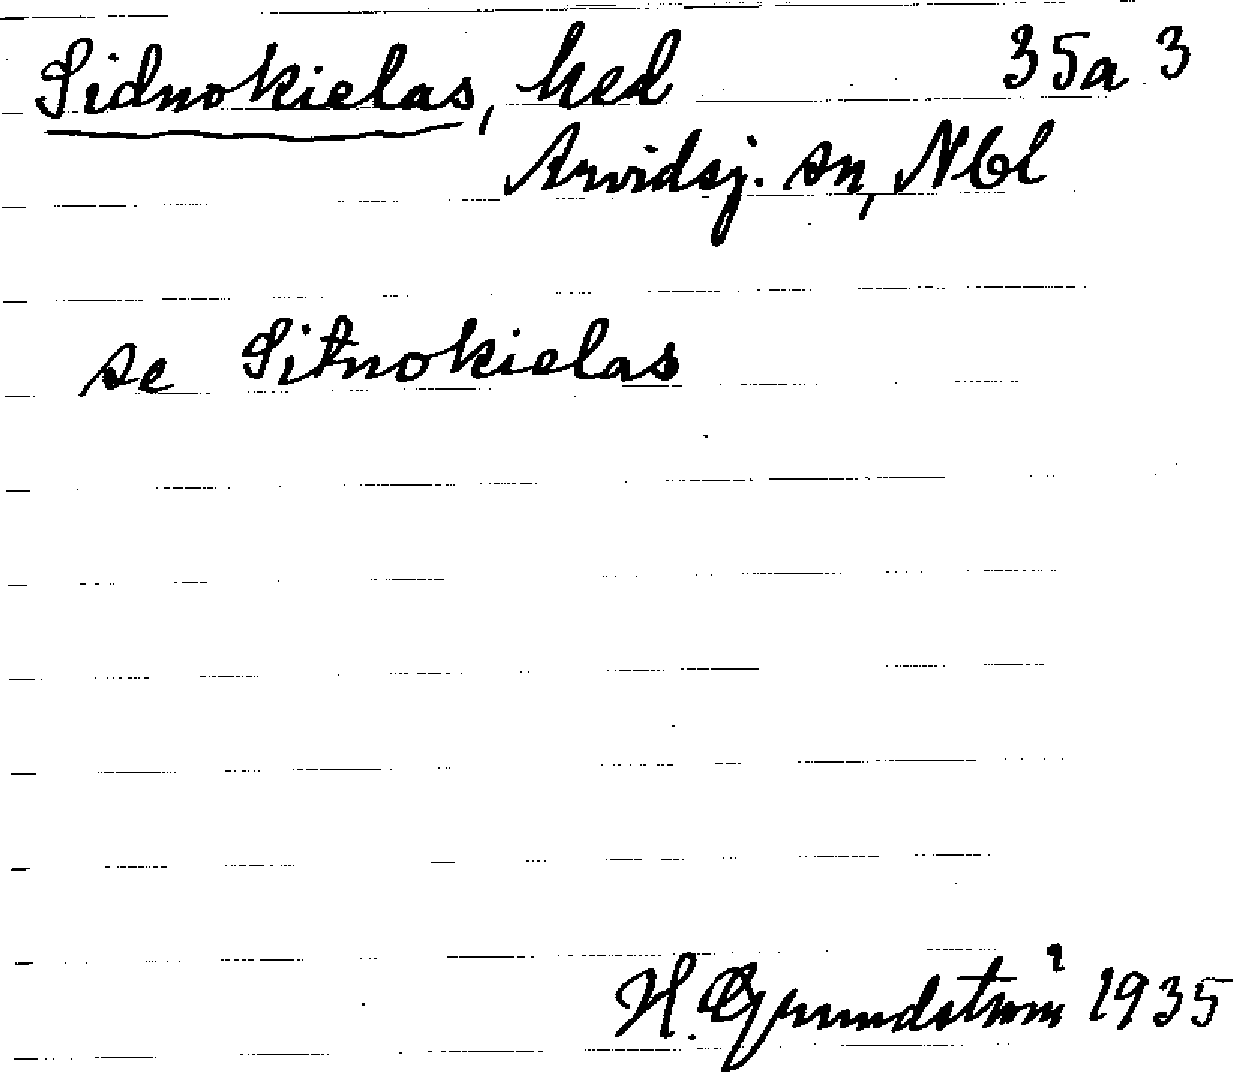 Sidnokielas, hed 35a 3
Arvidsj. sn, Nbl
se Sitnokielas
H. Grundström 1935